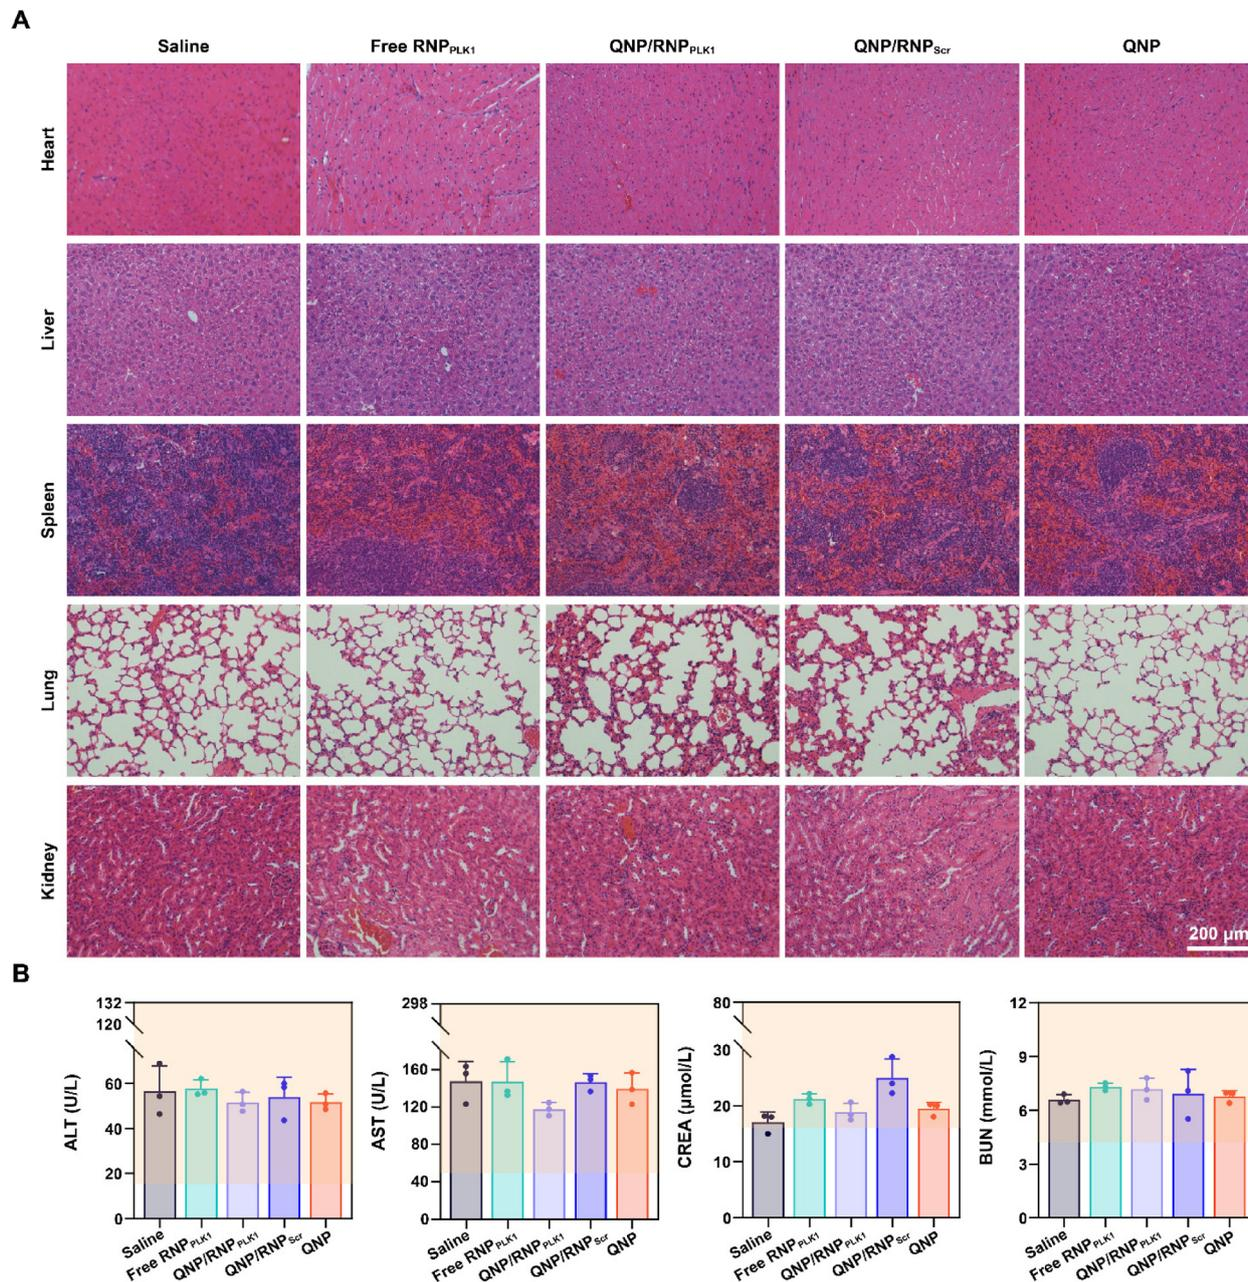 A
Saline Free RNPPLK1 QNP/RNPPLK1 QNP/RNPScr QNP
Heart
Liver
Spleen
Lung
Kidney
200 μm
B
ALT (U/L)
132
120
60
40
20
0
Saline
Free RNPPLK1
QNP/RNPPLK1
QNP/RNPScr
QNP
AST (U/L)
298
160
120
80
40
0
Saline
Free RNPPLK1
QNP/RNPPLK1
QNP/RNPScr
QNP
CREA (μmol/L)
80
30
20
10
0
Saline
Free RNPPLK1
QNP/RNPPLK1
QNP/RNPScr
QNP
BUN (mmol/L)
12
9
6
3
0
Saline
Free RNPPLK1
QNP/RNPPLK1
QNP/RNPScr
QNP